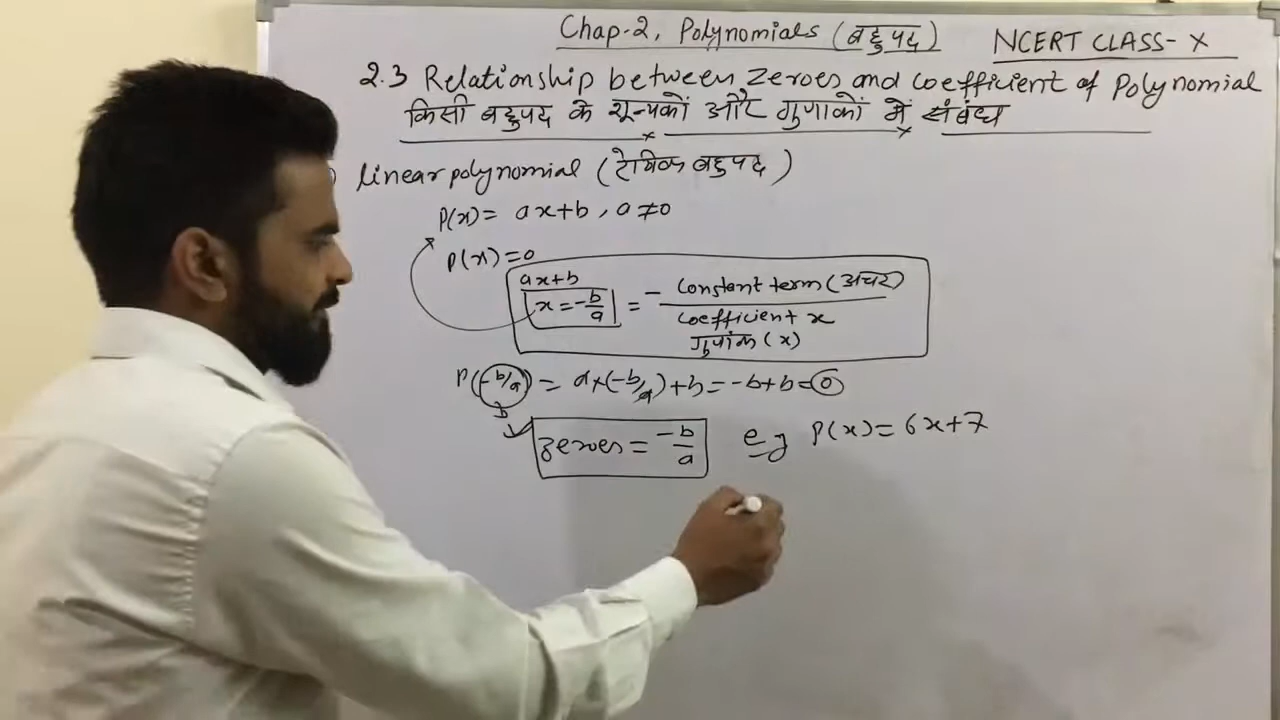 Chap-2, Polynomials (बहुपद)
NCERT CLASS- X
2.3 Relationship between Zeroes and Coefficient of Polynomial
किसी बहुपद के शून्यकों और गुणाकों में संबंध
linear polynomial (रैखिक बहुपद)
P(x)= ax+b, a≠0
P(x)=0
ax+b
x=-b/a = - Constant term (अचर) / Coefficient x
गुणांक (x)
P(-b/a) = a×(-b/a)+b=-b+b=0
Zeroes = -b/a
eg P(x)= 6x+7